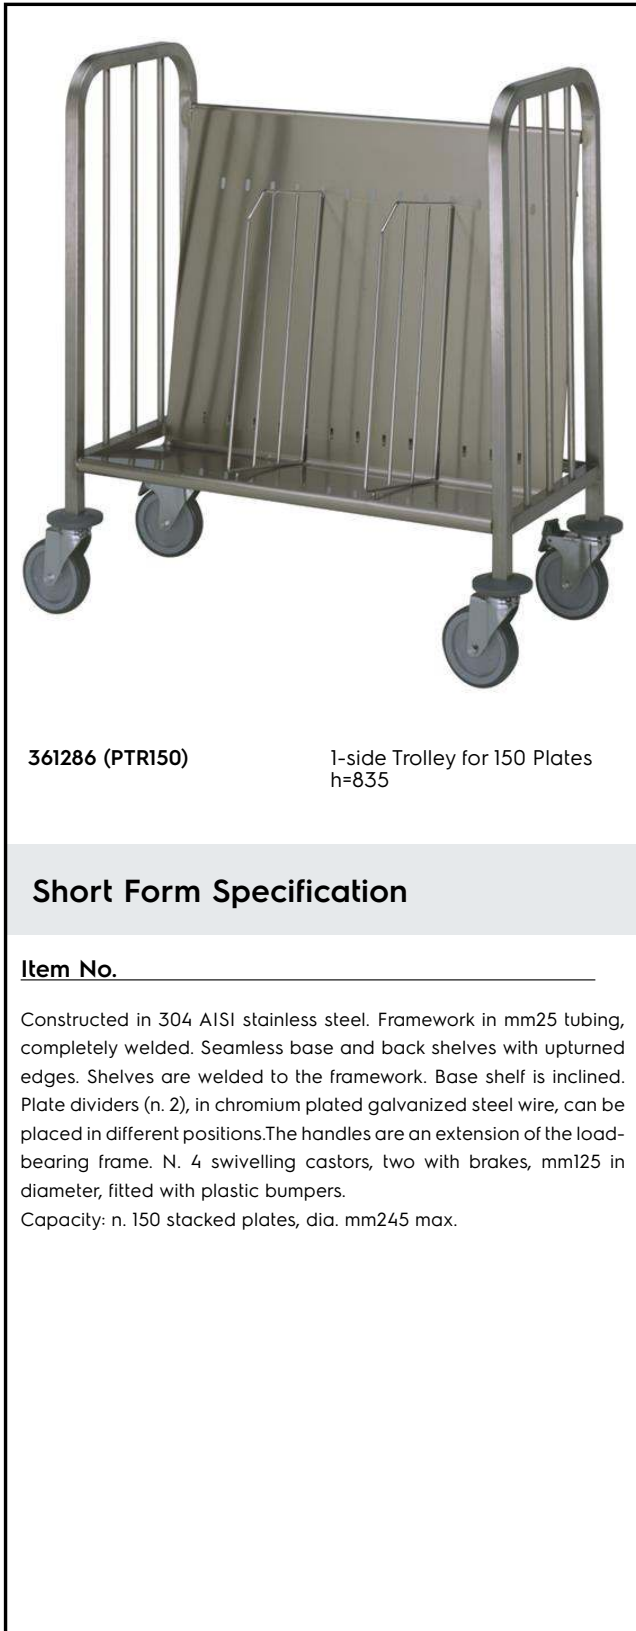 361286 (PTR150)
1-side Trolley for 150 Plates
h=835
Short Form Specification
Item No.
Constructed in 304 AISI stainless steel. Framework in mm25 tubing,
completely welded. Seamless base and back shelves with upturned
edges. Shelves are welded to the framework. Base shelf is inclined.
Plate dividers (n. 2), in chromium plated galvanized steel wire, can be
placed in different positions.The handles are an extension of the load-
bearing frame. N. 4 swivelling castors, two with brakes, mm125 in
diameter, fitted with plastic bumpers.
Capacity: n. 150 stacked plates, dia. mm245 max.